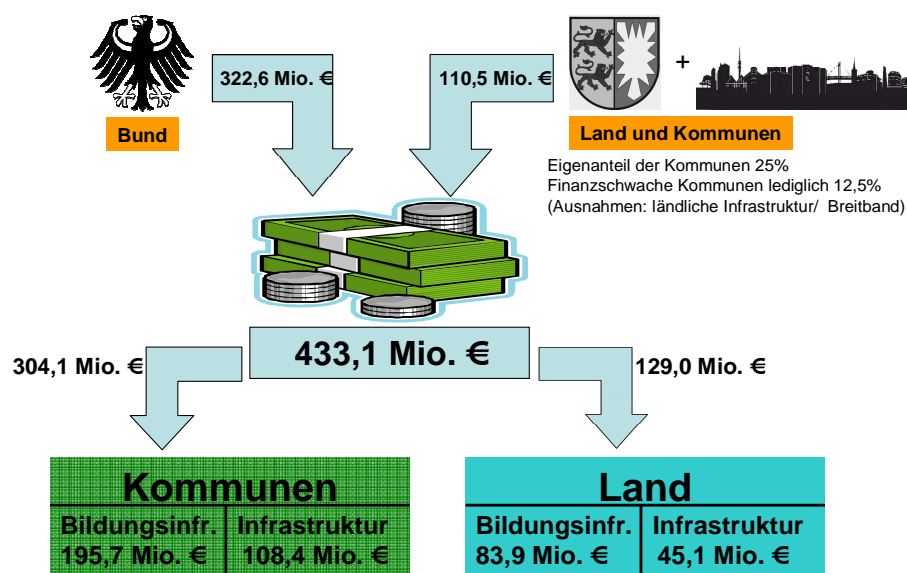 322,6 Mio. €
110,5 Mio. €
+
Bund
Land und Kommunen
Eigenanteil der Kommunen 25%
Finanzschwache Kommunen lediglich 12,5%
(Ausnahmen: ländliche Infrastruktur/ Breitband)
433,1 Mio. €
304,1 Mio. €
129,0 Mio. €
Kommunen
Bildungsinfr.
195,7 Mio. €
Infrastruktur
108,4 Mio. €
Land
Bildungsinfr.
83,9 Mio. €
Infrastruktur
45,1 Mio. €